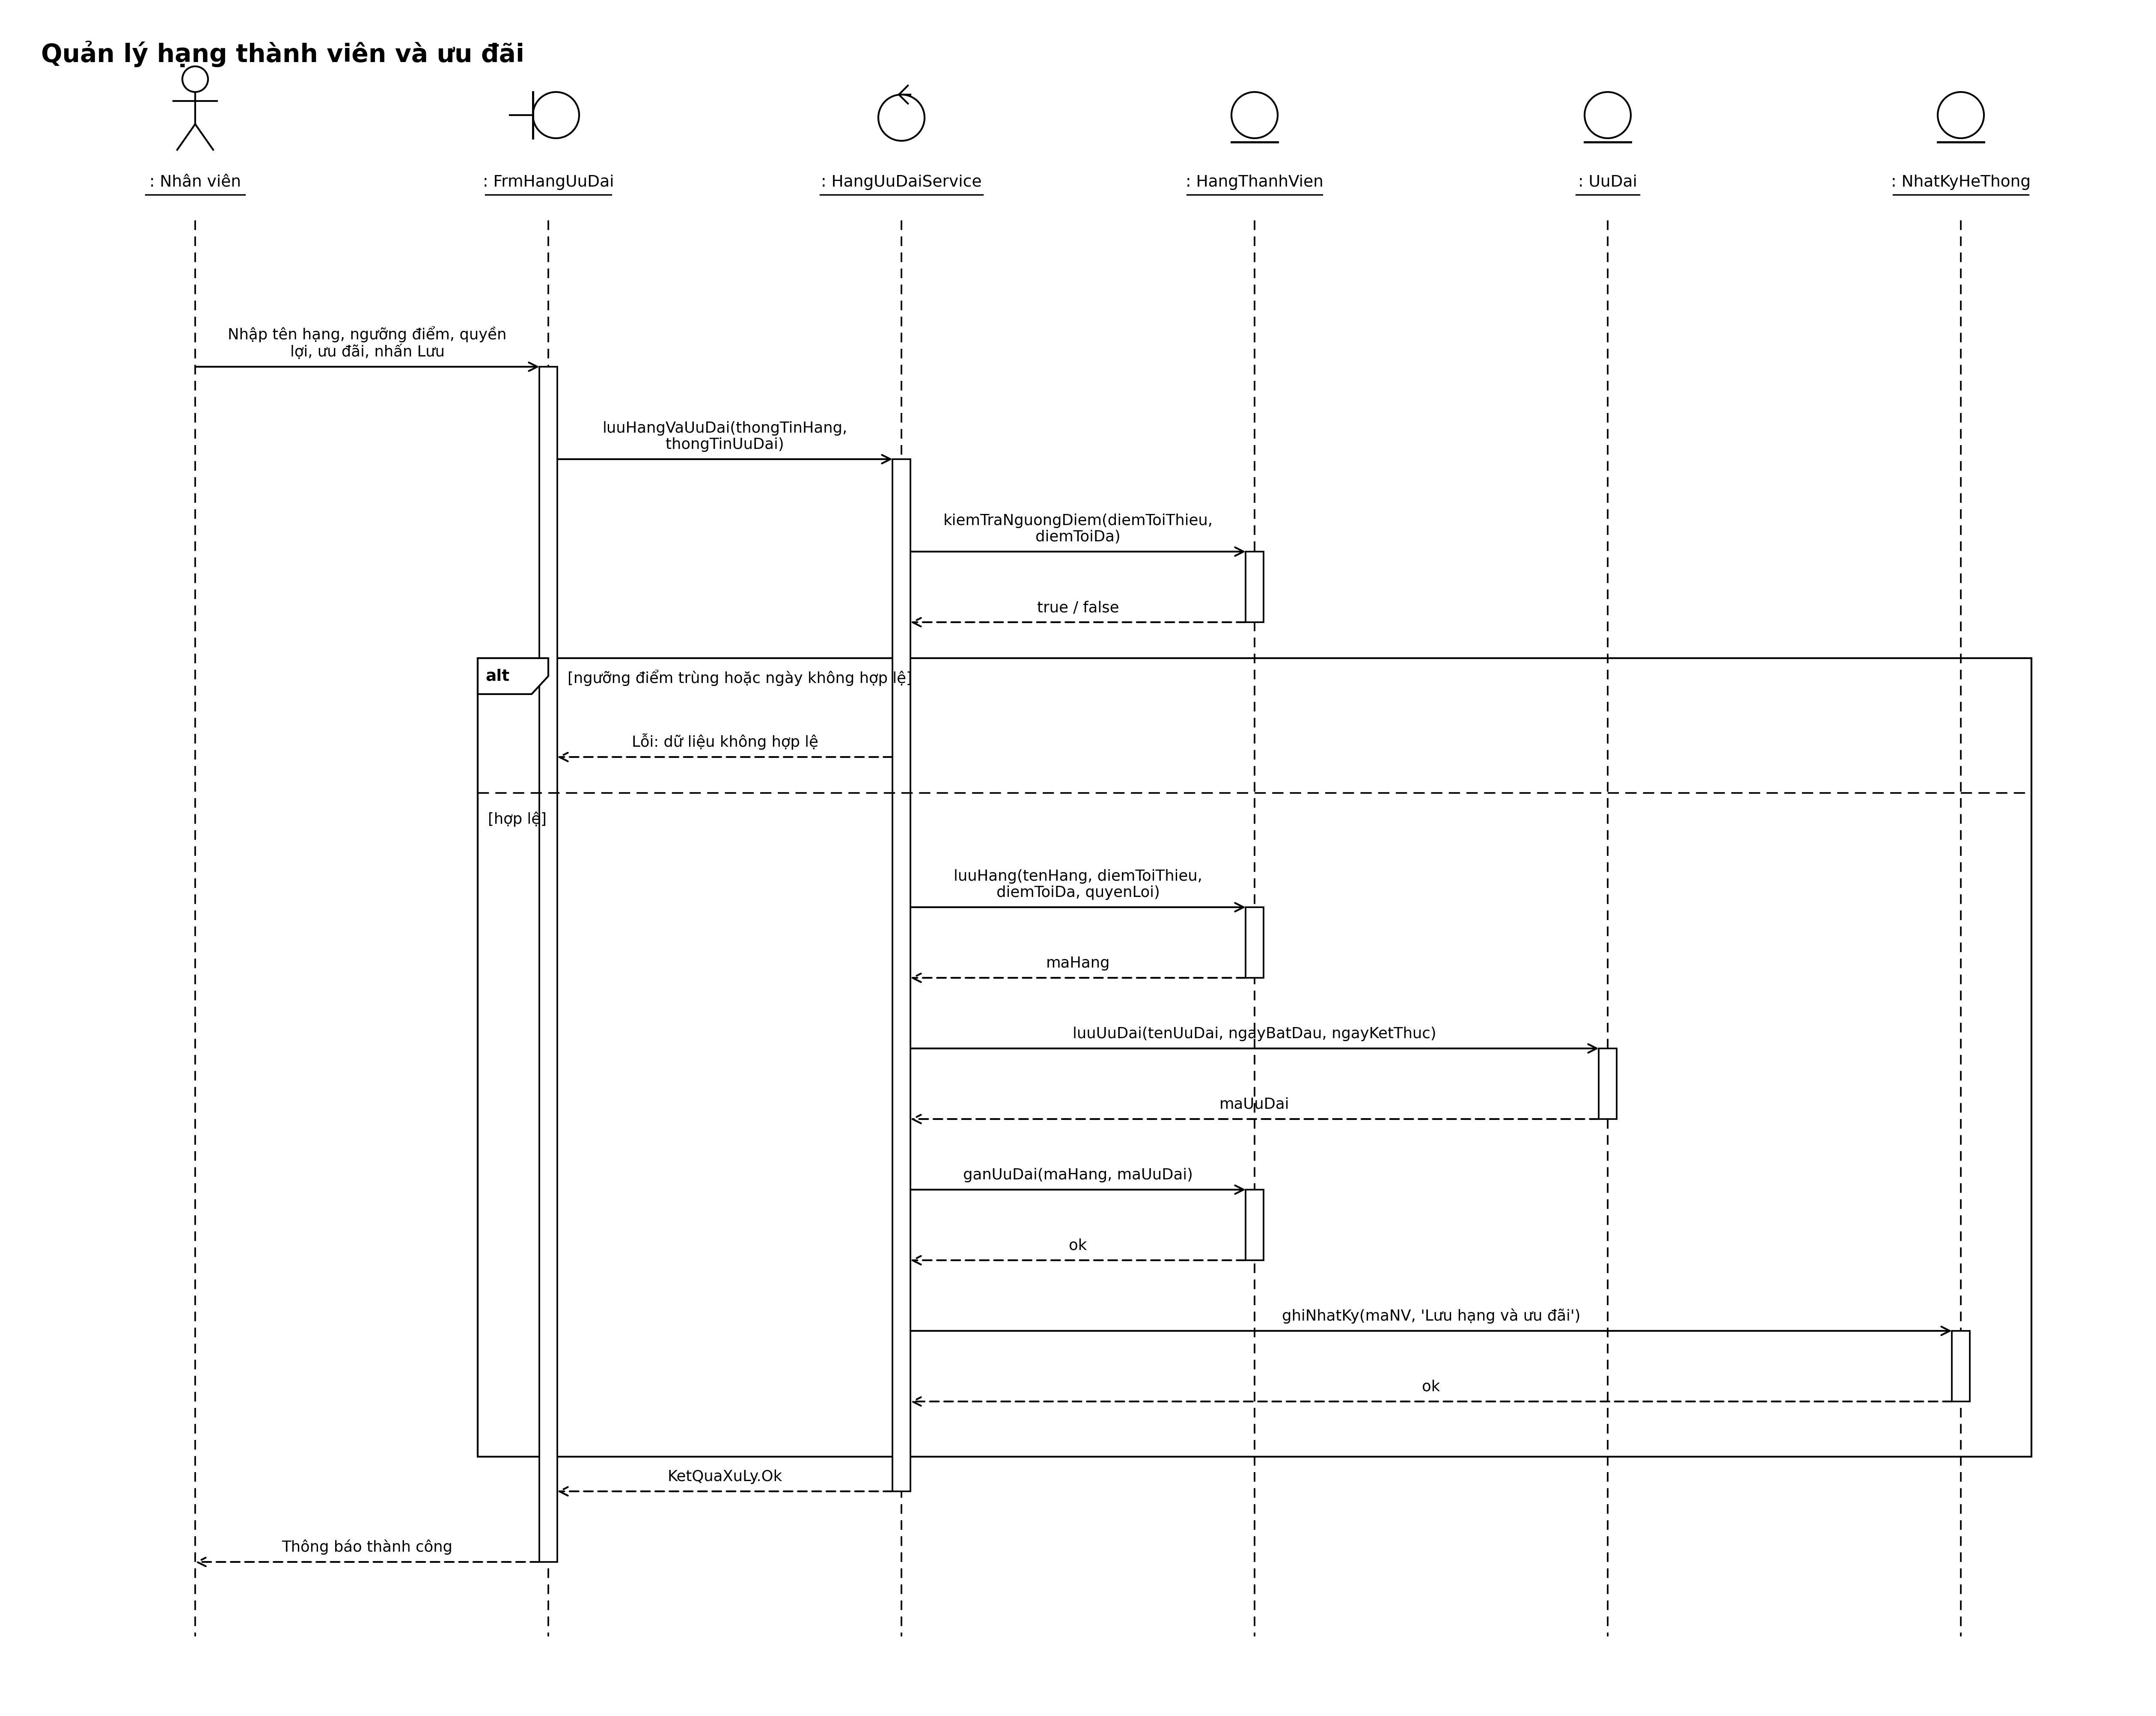 Quản lý hạng thành viên và ưu đãi
: Nhân viên
: FrmHangUuDai
: HangUuDaiService
: HangThanhVien
: UuDai
: NhatKyHeThong
Nhập tên hạng, ngưỡng điểm, quyền
lợi, ưu đãi, nhấn Lưu
luuHangVaUuDai(thongTinHang,
thongTinUuDai)
kiemTraNguongDiem(diemToiThieu,
diemToiDa)
true / false
alt
[ngưỡng điểm trùng hoặc ngày không hợp lệ]
Lỗi: dữ liệu không hợp lệ
[hợp lệ]
luuHang(tenHang, diemToiThieu,
diemToiDa, quyenLoi)
maHang
luuUuDai(tenUuDai, ngayBatDau, ngayKetThuc)
maUuDai
ganUuDai(maHang, maUuDai)
ok
ghiNhatKy(maNV, 'Lưu hạng và ưu đãi')
ok
KetQuaXuLy.Ok
Thông báo thành công